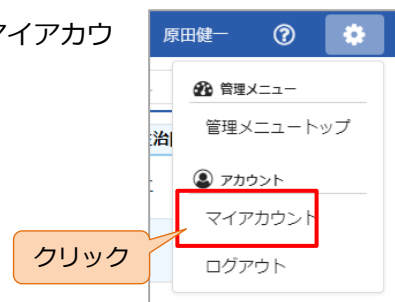 マイアカウ
原田健一
治
管理メニュー
管理メニュートップ
アカウント
マイアカウント
クリック
ログアウト